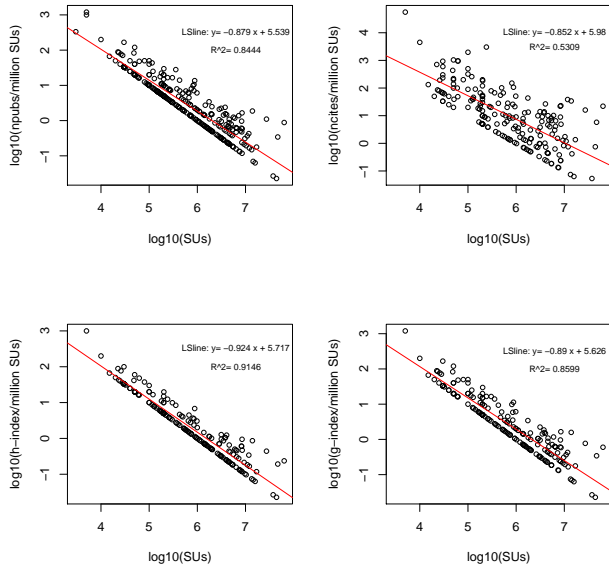 log10(npubs/million SUs)
3
2
1
0
−1
LSline: y= −0.879 x + 5.539
R^2= 0.8444
4 5 6 7
log10(SUs)
log10(ncites/million SUs)
5
4
3
2
1
0
−1
LSline: y= −0.852 x + 5.98
R^2= 0.5309
4 5 6 7
log10(SUs)
log10(h−index/million SUs)
3
2
1
0
−1
LSline: y= −0.924 x + 5.717
R^2= 0.9146
4 5 6 7
log10(SUs)
log10(g−index/million SUs)
3
2
1
0
−1
LSline: y= −0.89 x + 5.626
R^2= 0.8599
4 5 6 7
log10(SUs)